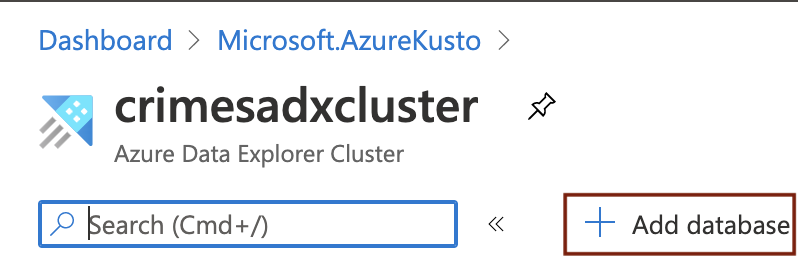 Dashboard > Microsoft.AzureKusto >
crimesadxcluster
Azure Data Explorer Cluster
Search (Cmd+/) « + Add database